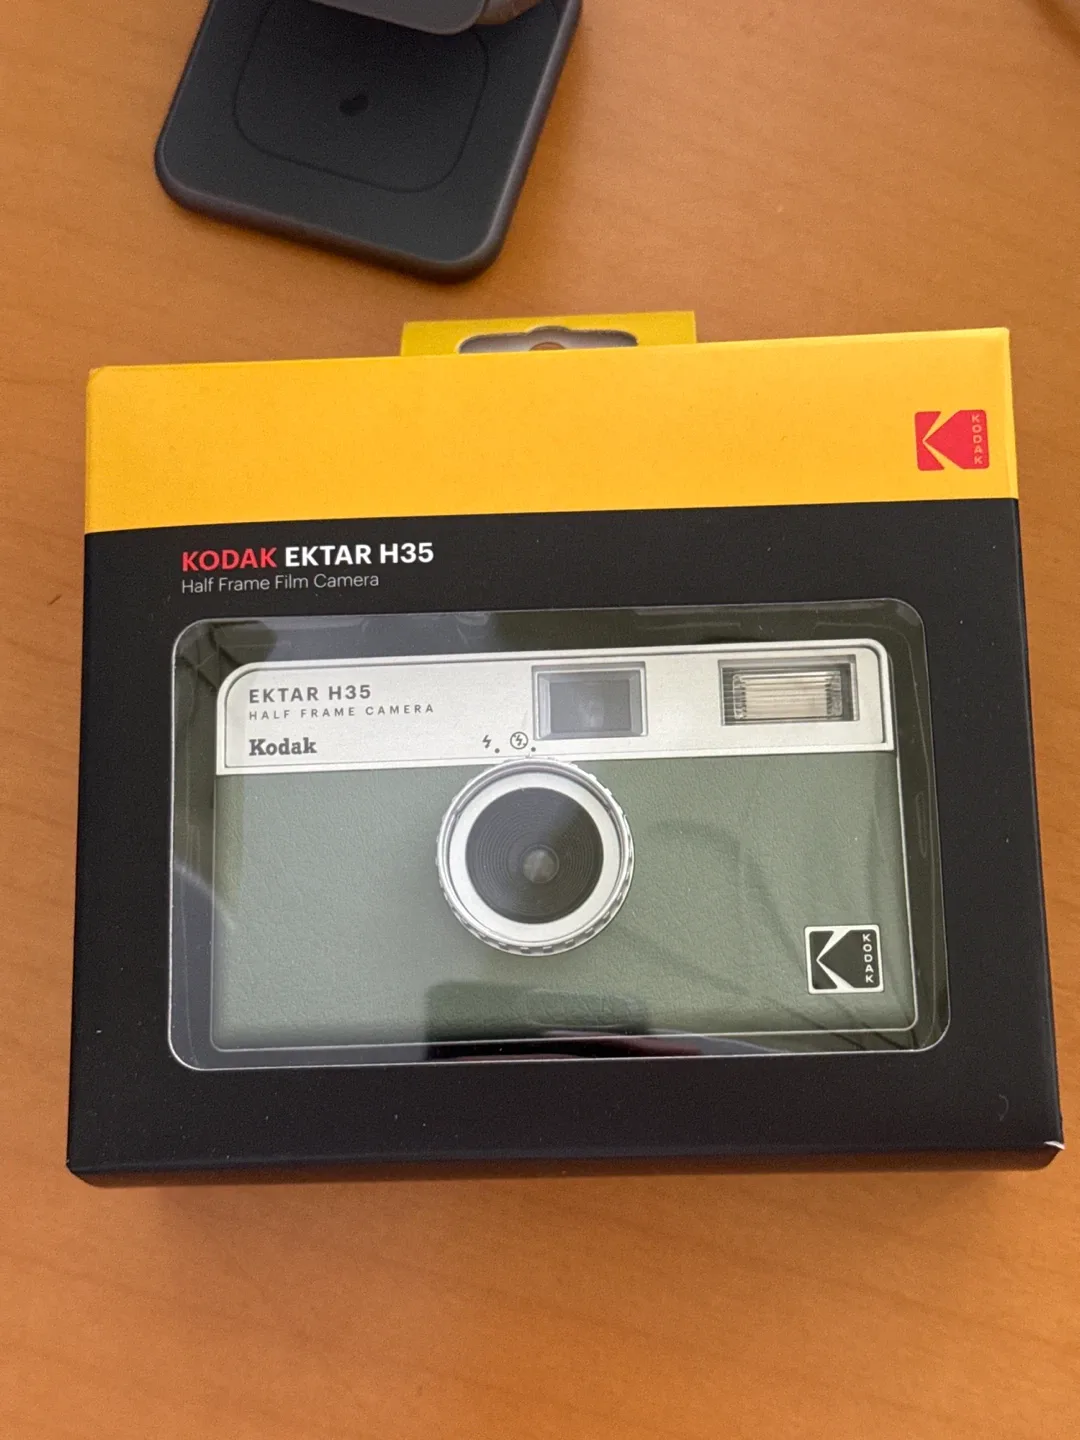 KODAK
KODAK EKTAR H35
Half Frame Film Camera
EKTAR H35
HALF FRAME CAMERA
Kodak
KODAK